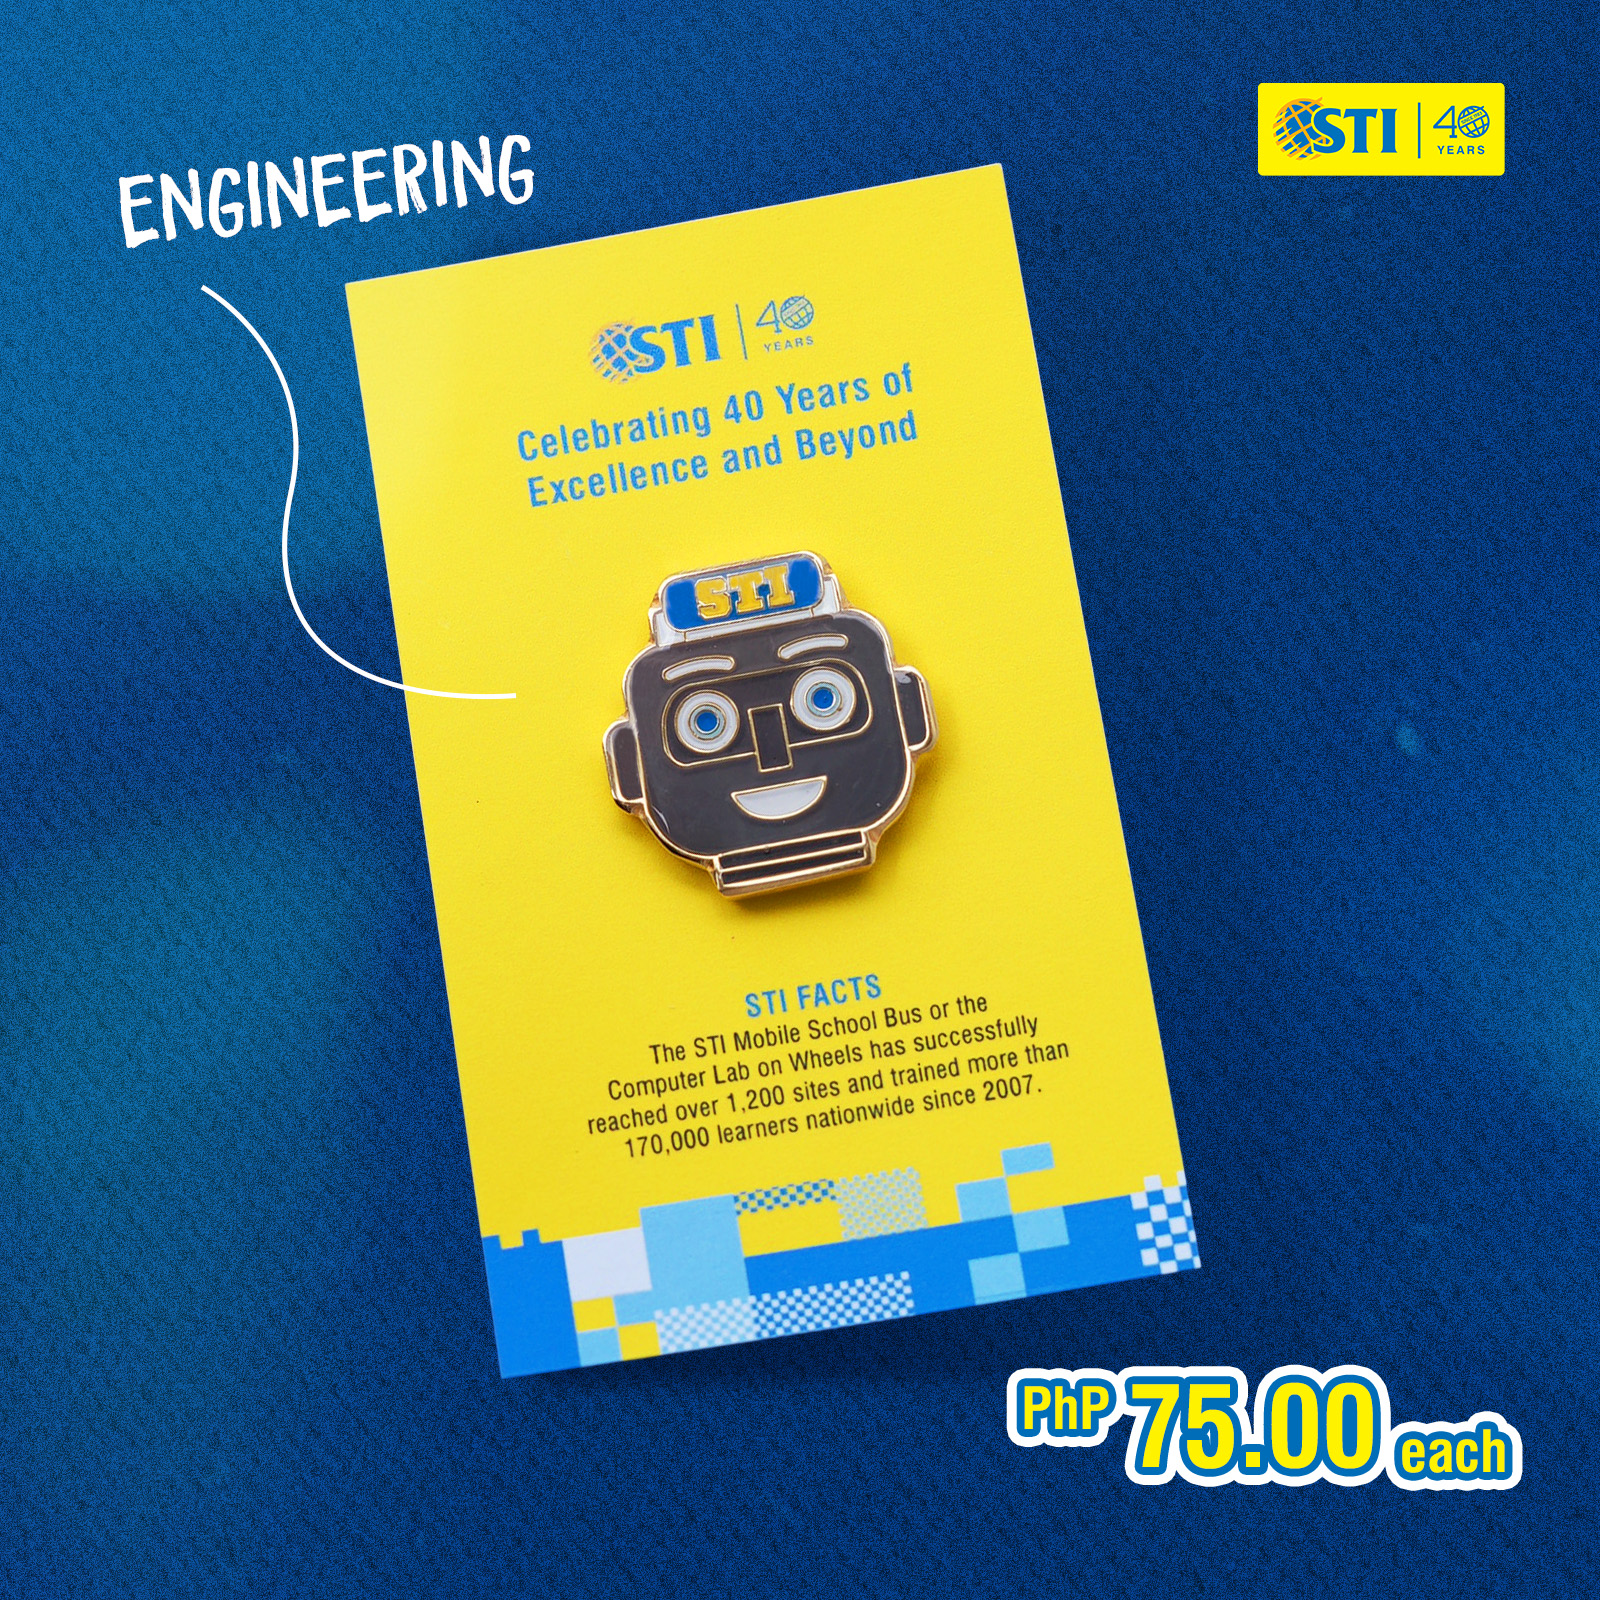 ENGINEERING
STI | 40
YEARS
STI | 40
YEARS
Celebrating 40 Years of
Excellence and Beyond
STI
STI FACTS
The STI Mobile School Bus or the
Computer Lab on Wheels has successfully
reached over 1,200 sites and trained more than
170,000 learners nationwide since 2007.
PhP 75.00 each